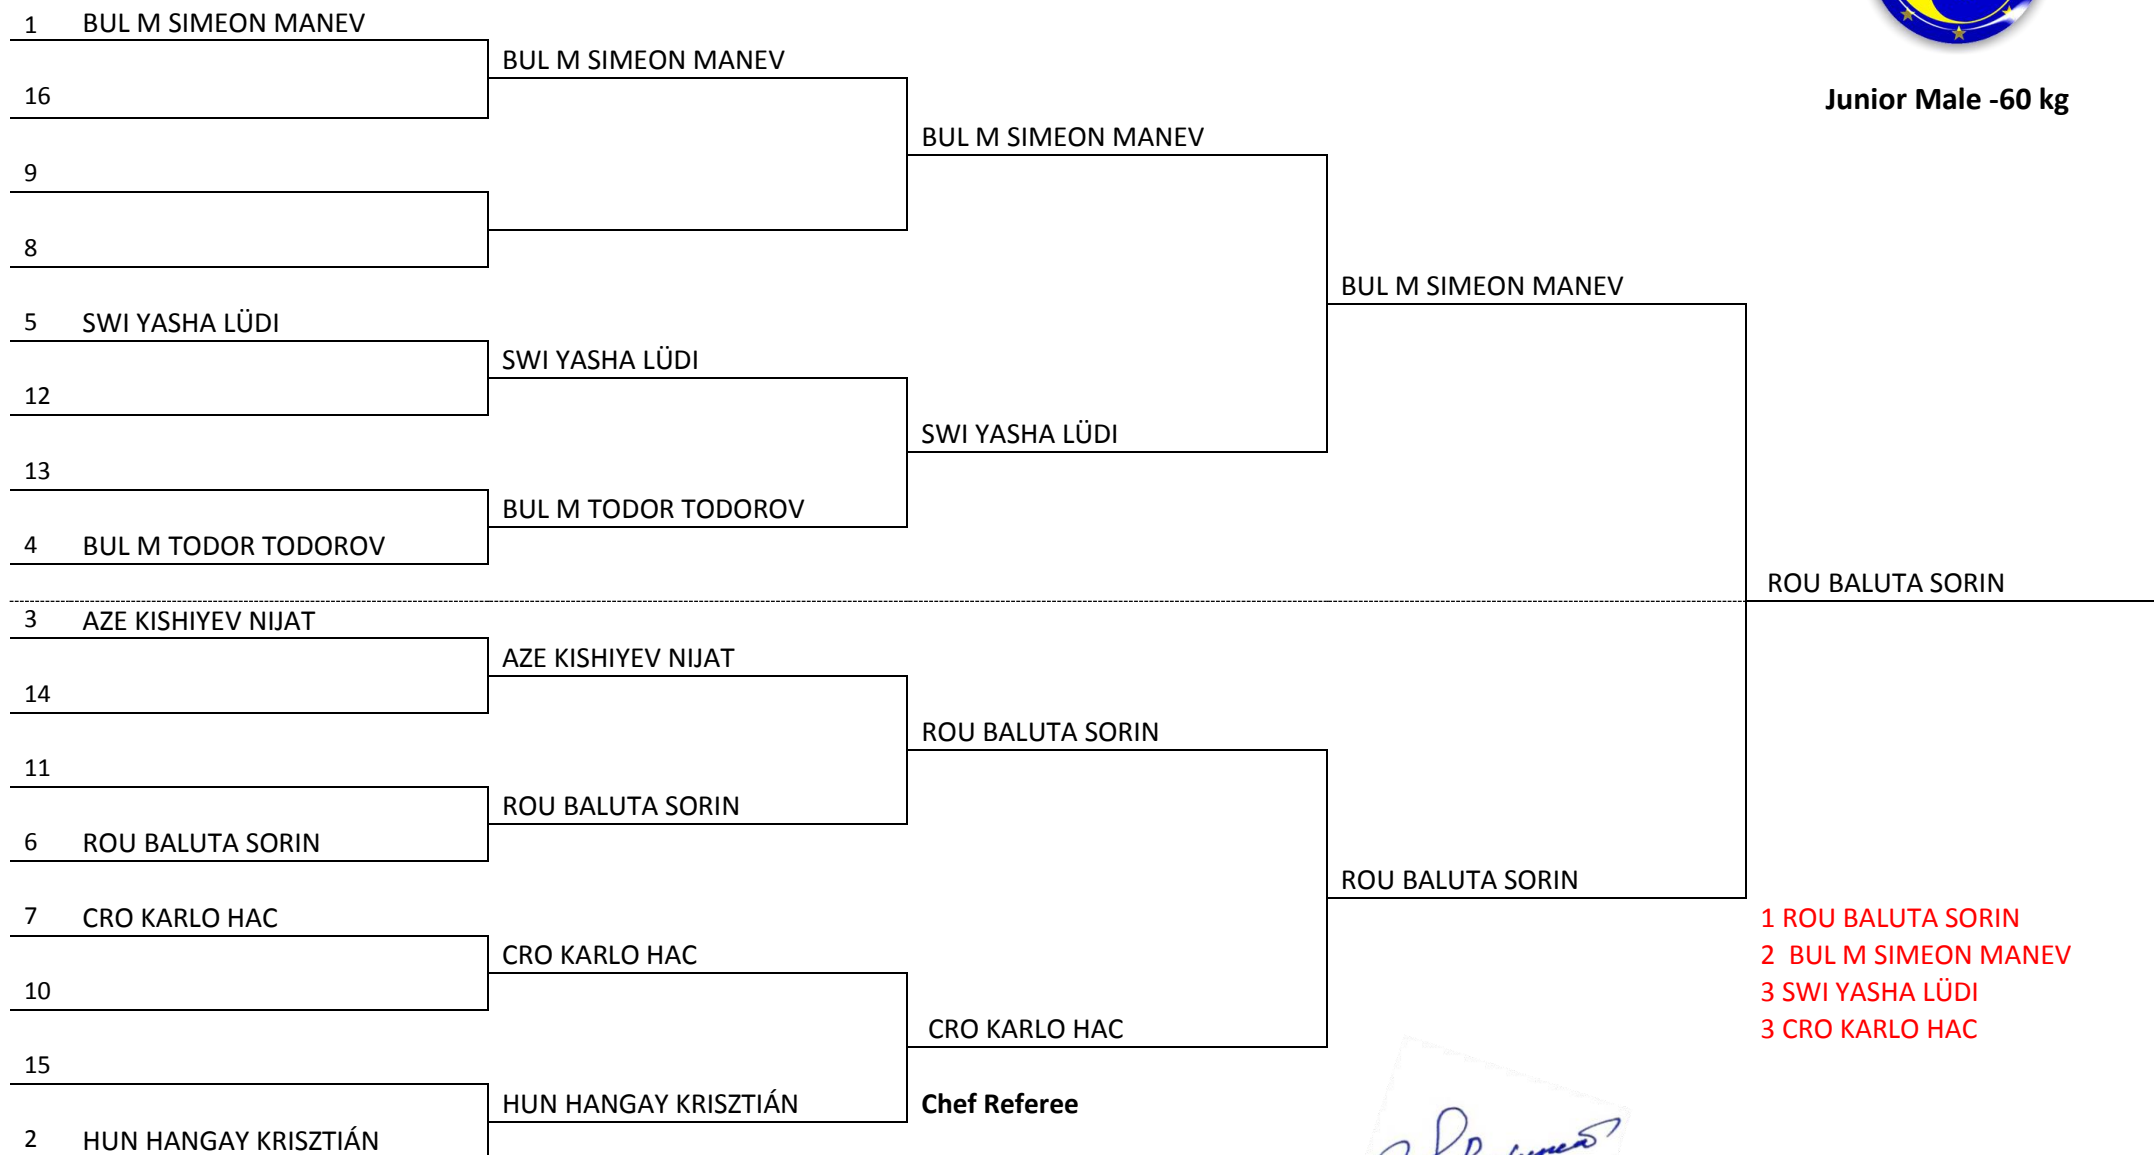 1 BUL M SIMEON MANEV
BUL M SIMEON MANEV
16
Junior Male -60 kg
BUL M SIMEON MANEV
9
8
BUL M SIMEON MANEV
5 SWI YASHA LÜDI
SWI YASHA LÜDI
12
SWI YASHA LÜDI
13
BUL M TODOR TODOROV
4 BUL M TODOR TODOROV
ROU BALUTA SORIN
3 AZE KISHIYEV NIJAT
AZE KISHIYEV NIJAT
14
ROU BALUTA SORIN
11
ROU BALUTA SORIN
6 ROU BALUTA SORIN
ROU BALUTA SORIN
7 CRO KARLO HAC
1 ROU BALUTA SORIN
CRO KARLO HAC
2 BUL M SIMEON MANEV
10
3 SWI YASHA LÜDI
CRO KARLO HAC
3 CRO KARLO HAC
15
HUN HANGAY KRISZTIÁN
Chef Referee
2 HUN HANGAY KRISZTIÁN